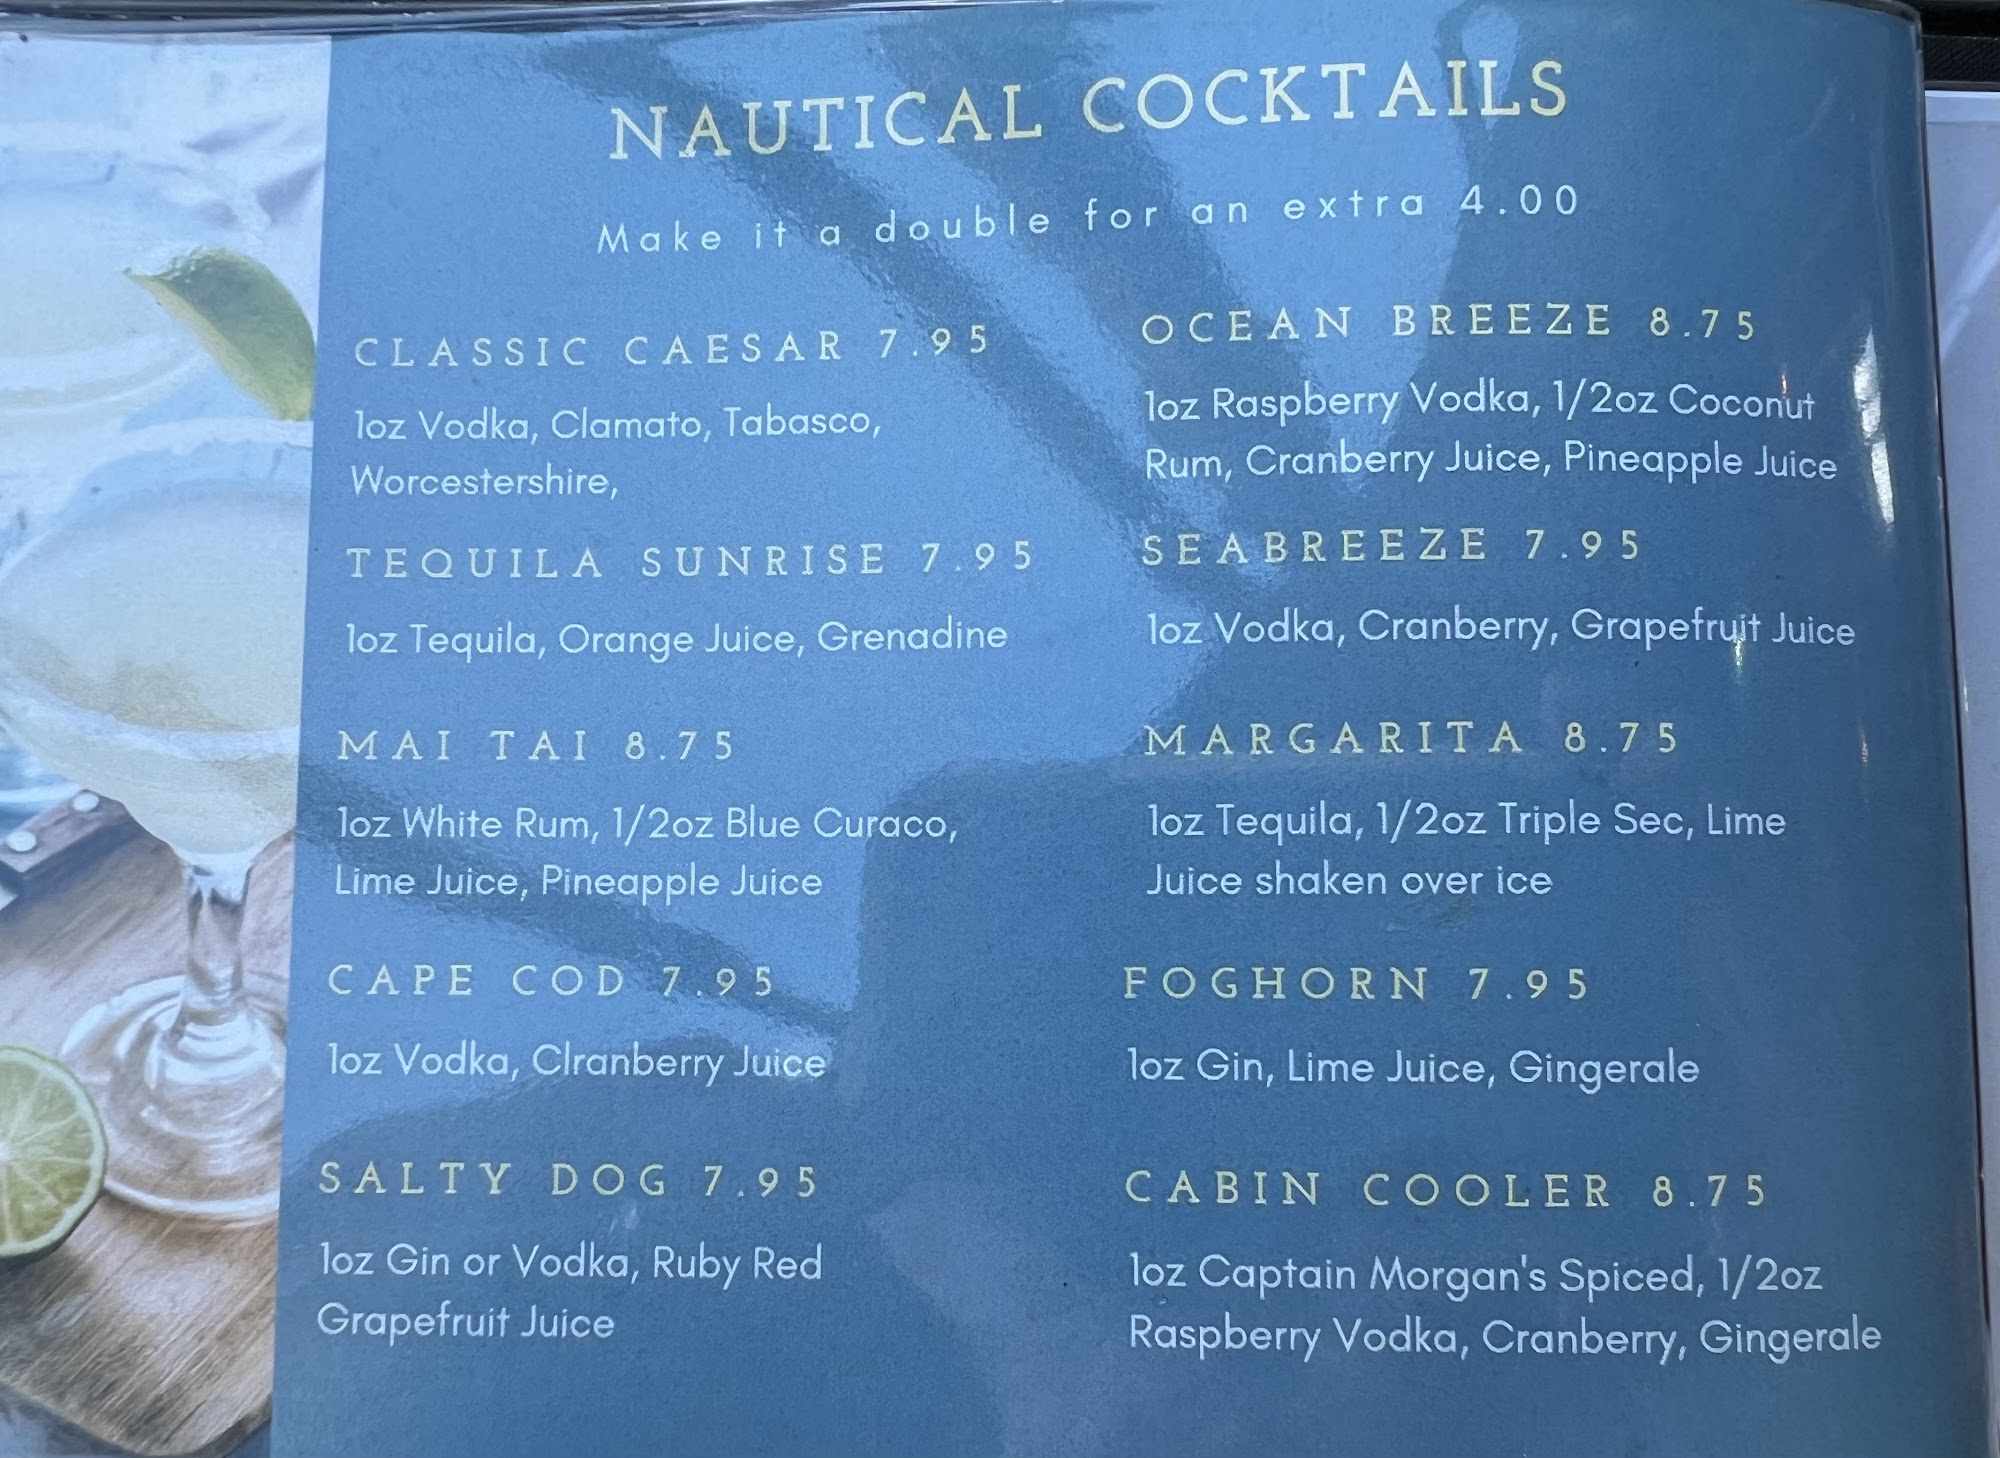 NAUTICAL COCKTAILS
Make it a double for an extra 4.00
CLASSIC CAESAR 7.95
1oz Vodka, Clamato, Tabasco,
Worcestershire,
TEQUILA SUNRISE 7.95
1oz Tequila, Orange Juice, Grenadine
MAI TAI 8.75
1oz White Rum, 1/2oz Blue Curaco,
Lime Juice, Pineapple Juice
CAPE COD 7.95
1oz Vodka, Clranberry Juice
SALTY DOG 7.95
1oz Gin or Vodka, Ruby Red
Grapefruit Juice
OCEAN BREEZE 8.75
1oz Raspberry Vodka, 1/2oz Coconut
Rum, Cranberry Juice, Pineapple Juice
SEABREEZE 7.95
1oz Vodka, Cranberry, Grapefruit Juice
MARGARITA 8.75
1oz Tequila, 1/2oz Triple Sec, Lime
Juice shaken over ice
FOGHORN 7.95
1oz Gin, Lime Juice, Gingerale
CABIN COOLER 8.75
1oz Captain Morgan's Spiced, 1/2oz
Raspberry Vodka, Cranberry, Gingerale